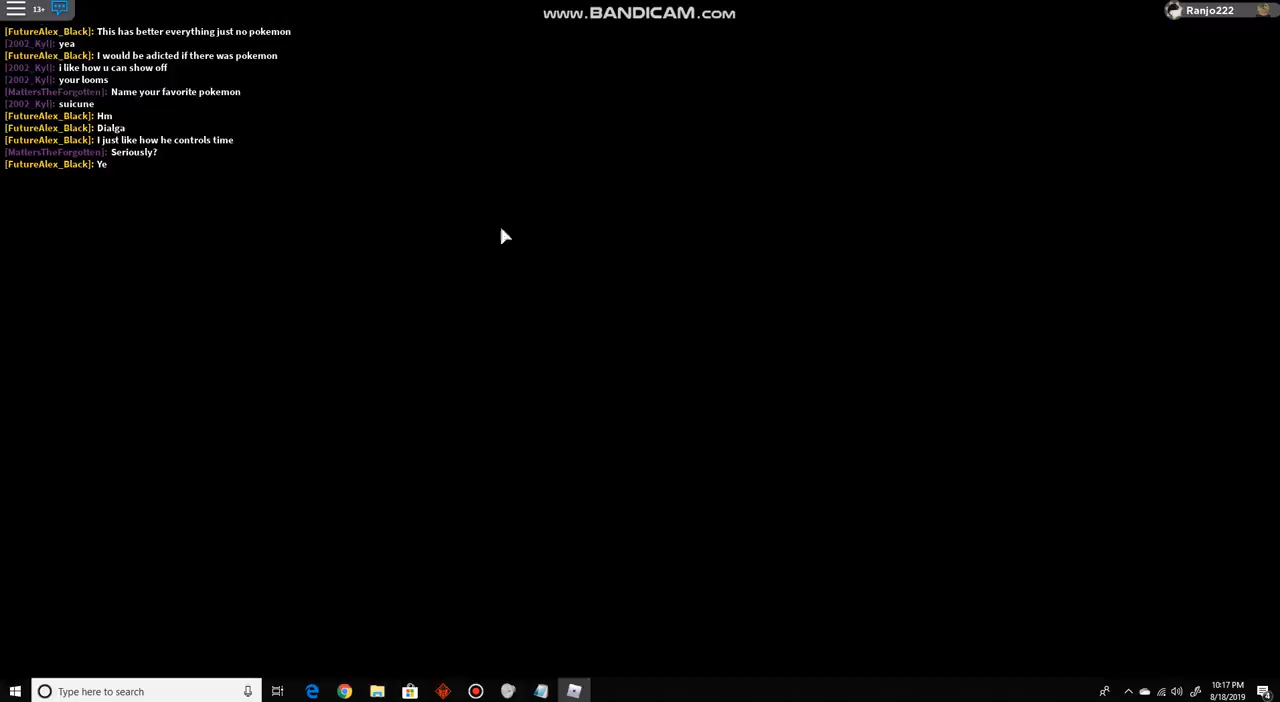 13+
www.BANDICAM.com
Ranjo222
[FutureAlex_Black]: This has better everything just no pokemon
[2002_Kyl]: yea
[FutureAlex_Black]: I would be adicted if there was pokemon
[2002_Kyl]: i like how u can show off
[2002_Kyl]: your looms
[MattersTheForgotten]: Name your favorite pokemon
[2002_Kyl]: suicune
[FutureAlex_Black]: Hm
[FutureAlex_Black]: Dialga
[FutureAlex_Black]: I just like how he controls time
[MattersTheForgotten]: Seriously?
[FutureAlex_Black]: Ye
Type here to search
10:17 PM
8/18/2019
4